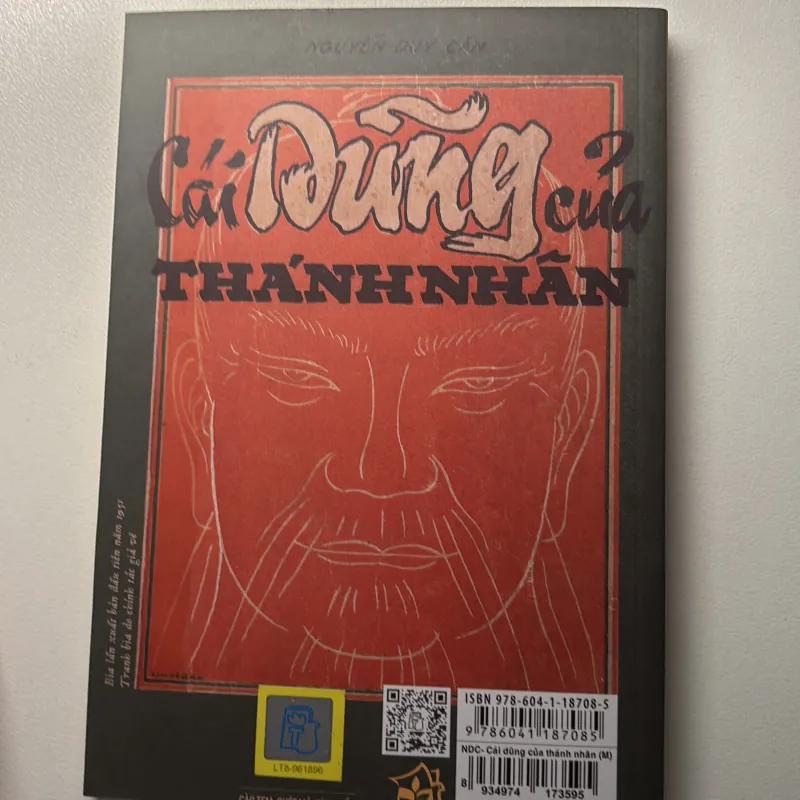 NGUYỄN DUY CẦN
Cái Dũng của
THÁNH NHÂN
Bìa lần xuất bản đầu tiên năm 1951
Tranh bìa do chính tác giả vẽ
LT8-961896
ISBN 978-604-1-18708-5
9 786041 187085
NDC- Cái dũng của thánh nhân (M)
8 934974 173595